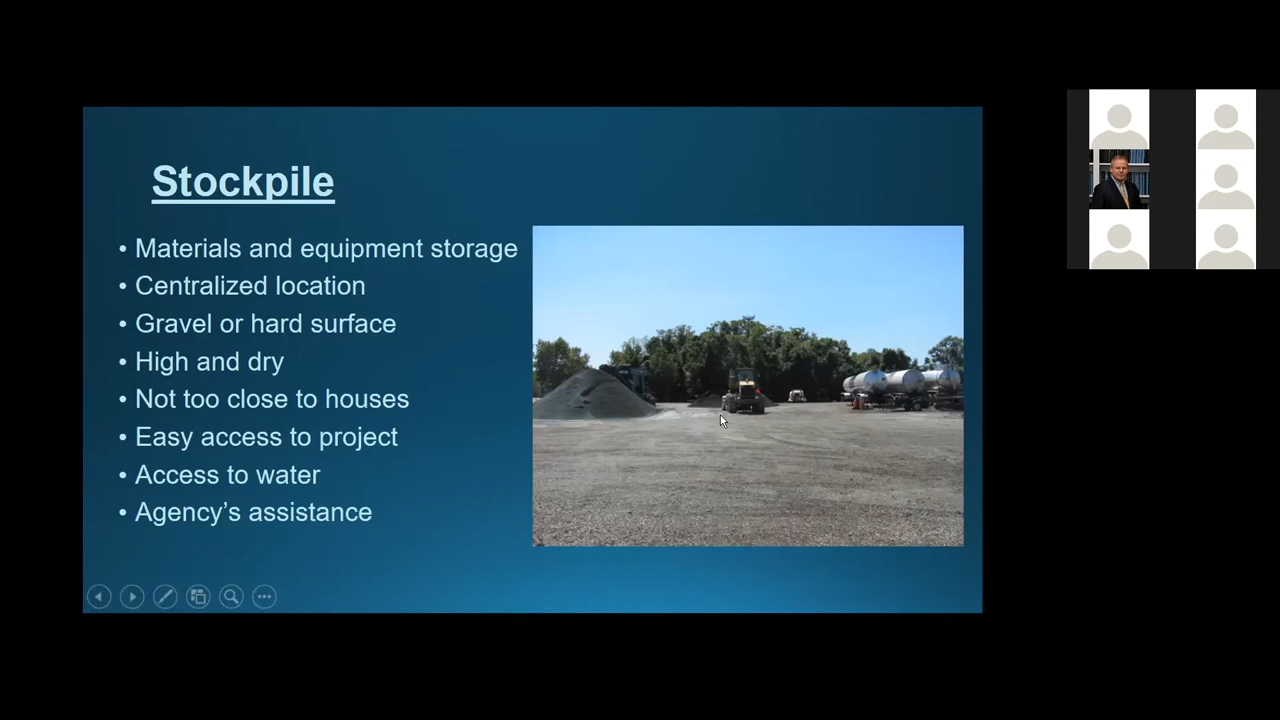 Stockpile
• Materials and equipment storage
• Centralized location
• Gravel or hard surface
• High and dry
• Not too close to houses
• Easy access to project
• Access to water
• Agency’s assistance